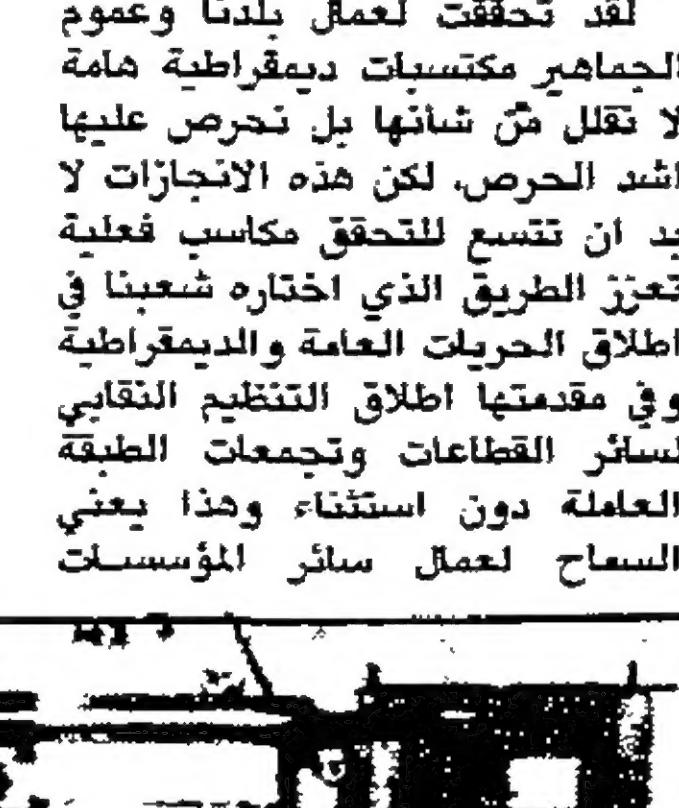 لقد تحققت لعمال بلدنا وعموم
الجماهير مكتسبات ديمقراطية هامة
لا نقلل من شأنها بل نحرص عليها
اشد الحرص، لكن هذه الانجازات لا
بد ان تتسع للتحقق مكاسب فعلية
تعزز الطريق الذي اختاره شعبنا في
اطلاق الحريات العامة والديمقراطية
وفي مقدمتها اطلاق التنظيم النقابي
لسائر القطاعات وتجمعات الطبقة
العاملة دون استثناء وهذا يعني
السماح لعمال سائر المؤسسات